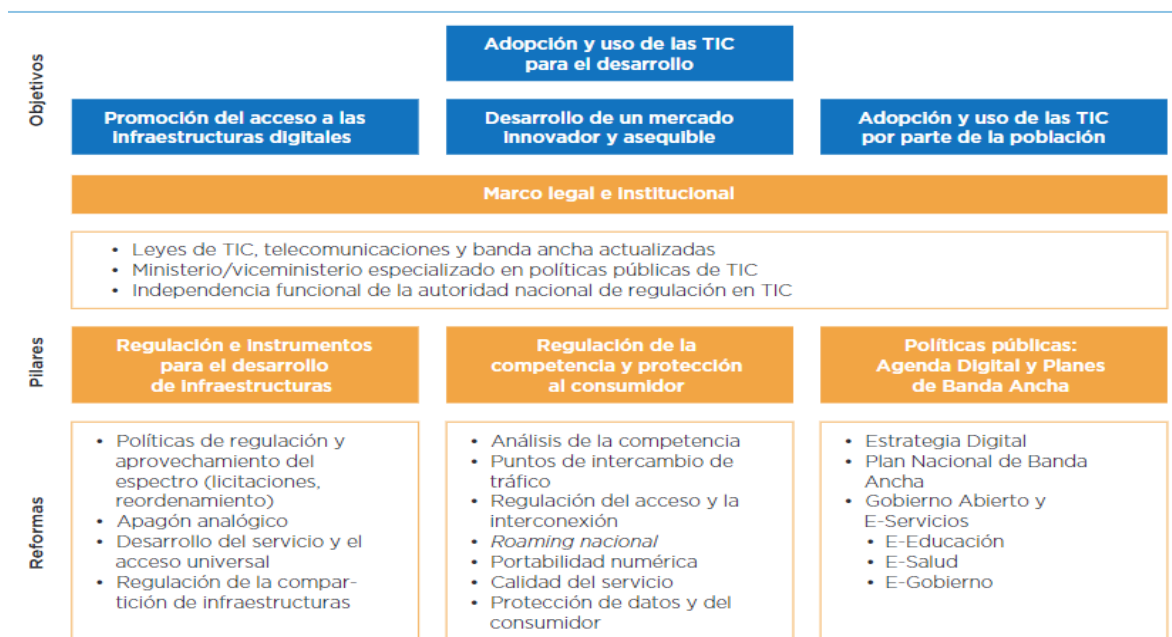 Objetivos
Adopción y uso de las TIC
para el desarrollo
Promoción del acceso a las
infraestructuras digitales
Desarrollo de un mercado
innovador y asequible
Adopción y uso de las TIC
por parte de la población
Marco legal e institucional
• Leyes de TIC, telecomunicaciones y banda ancha actualizadas
• Ministerio/viceministerio especializado en políticas públicas de TIC
• Independencia funcional de la autoridad nacional de regulación en TIC
Pilares
Regulación e instrumentos
para el desarrollo
de infraestructuras
Regulación de la
competencia y protección
al consumidor
Políticas públicas:
Agenda Digital y Planes
de Banda Ancha
Reformas
• Políticas de regulación y
aprovechamiento del
espectro (licitaciones,
reordenamiento)
• Apagón analógico
• Desarrollo del servicio y el
acceso universal
• Regulación de la compar-
tición de infraestructuras
• Análisis de la competencia
• Puntos de intercambio de
tráfico
• Regulación del acceso y la
interconexión
• Roaming nacional
• Portabilidad numérica
• Calidad del servicio
• Protección de datos y del
consumidor
• Estrategia Digital
• Plan Nacional de Banda
Ancha
• Gobierno Abierto y
E-Servicios
• E-Educación
• E-Salud
• E-Gobierno